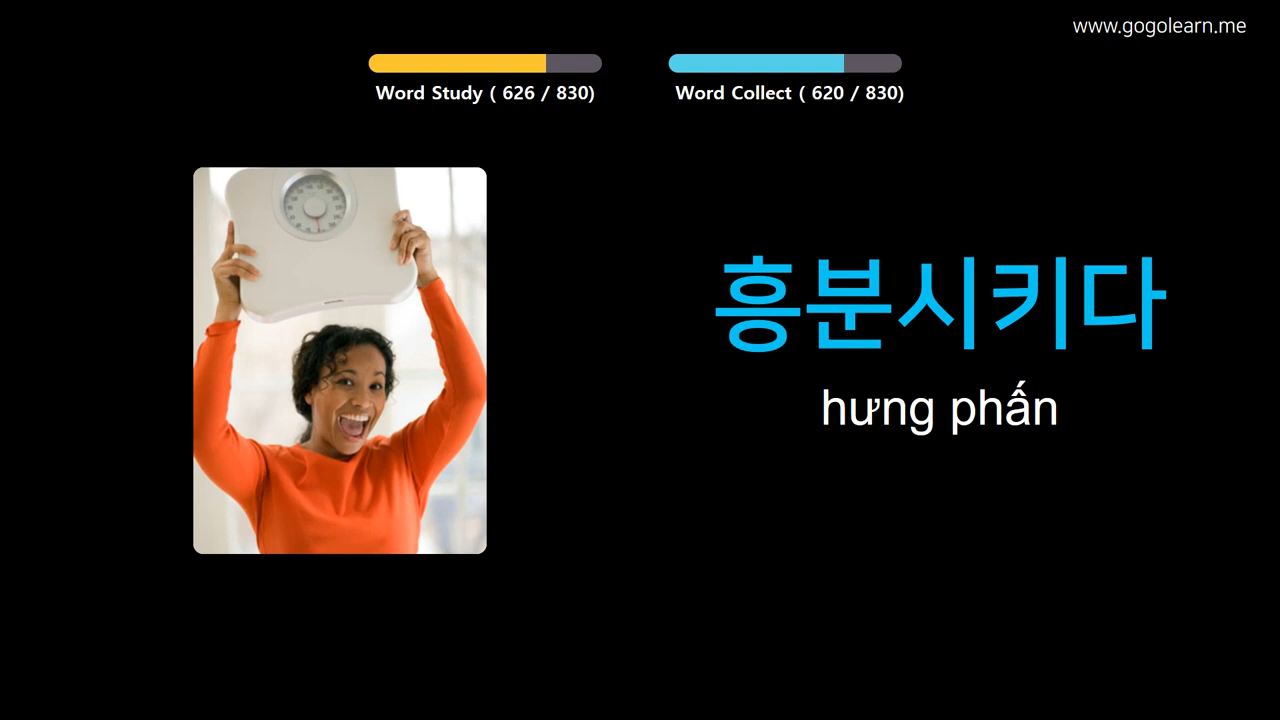 www.gogolearn.me
Word Study ( 626 / 830)
Word Collect ( 620 / 830)
흥분시키다
hưng phấn